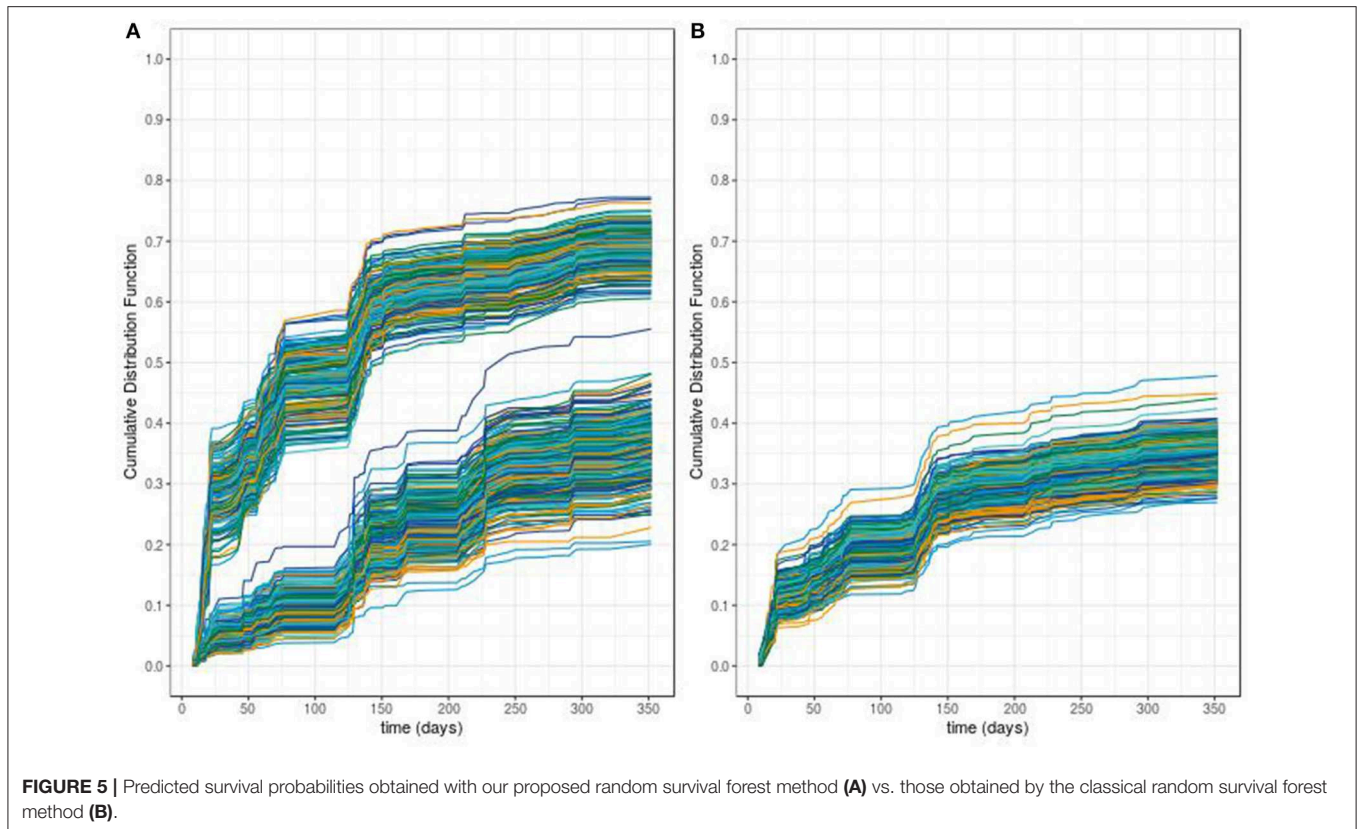 A
1.0
0.9
0.8
0.7
0.6
0.5
0.4
0.3
0.2
0.1
0.0
Cumulative Distribution Function
0 50 100 150 200 250 300 350
time (days)
B
1.0
0.9
0.8
0.7
0.6
0.5
0.4
0.3
0.2
0.1
0.0
Cumulative Distribution Function
0 50 100 150 200 250 300 350
time (days)
FIGURE 5 | Predicted survival probabilities obtained with our proposed random survival forest method (A) vs. those obtained by the classical random survival forest
method (B).